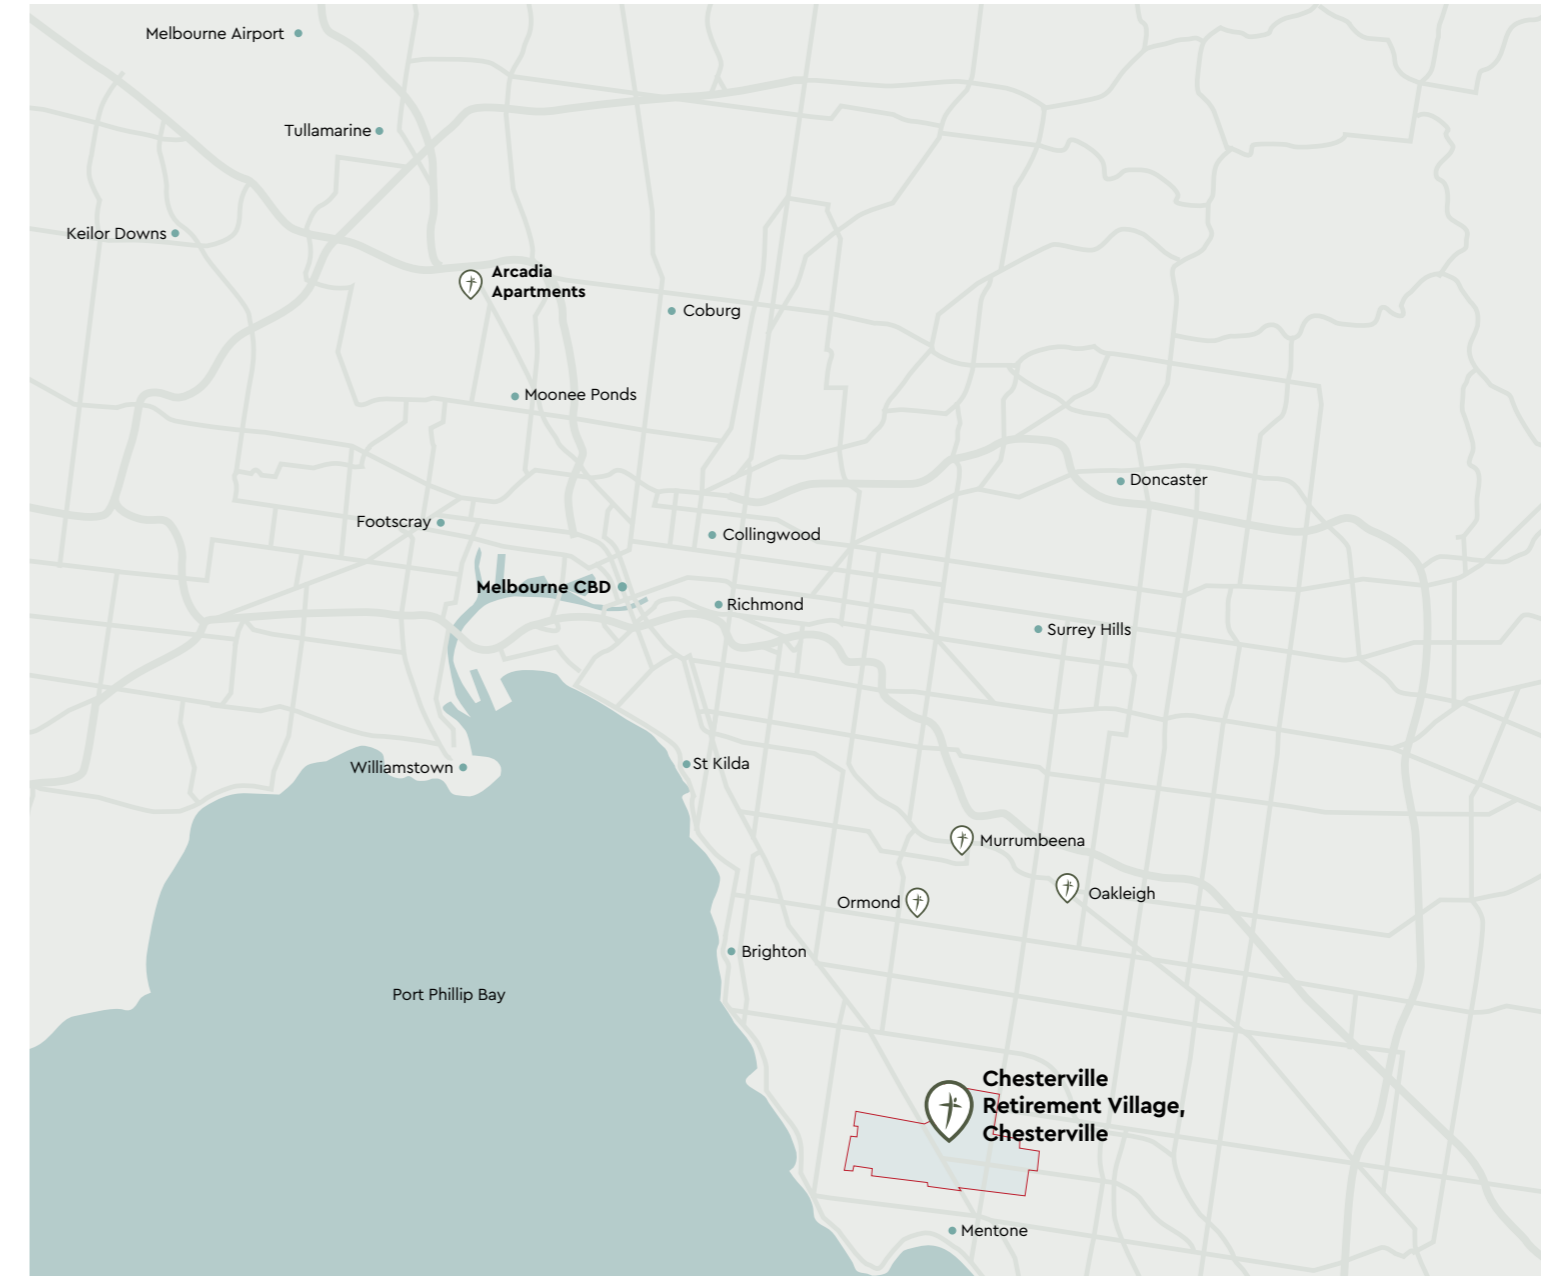 Melbourne Airport
Tullamarine
Keilor Downs
Arcadia
Apartments
Coburg
Moonee Ponds
Doncaster
Footscray
Collingwood
Melbourne CBD
Richmond
Surrey Hills
St Kilda
Williamstown
Murrumbeena
Oakleigh
Ormond
Brighton
Port Phillip Bay
Chesterville
Retirement Village,
Chesterville
Mentone